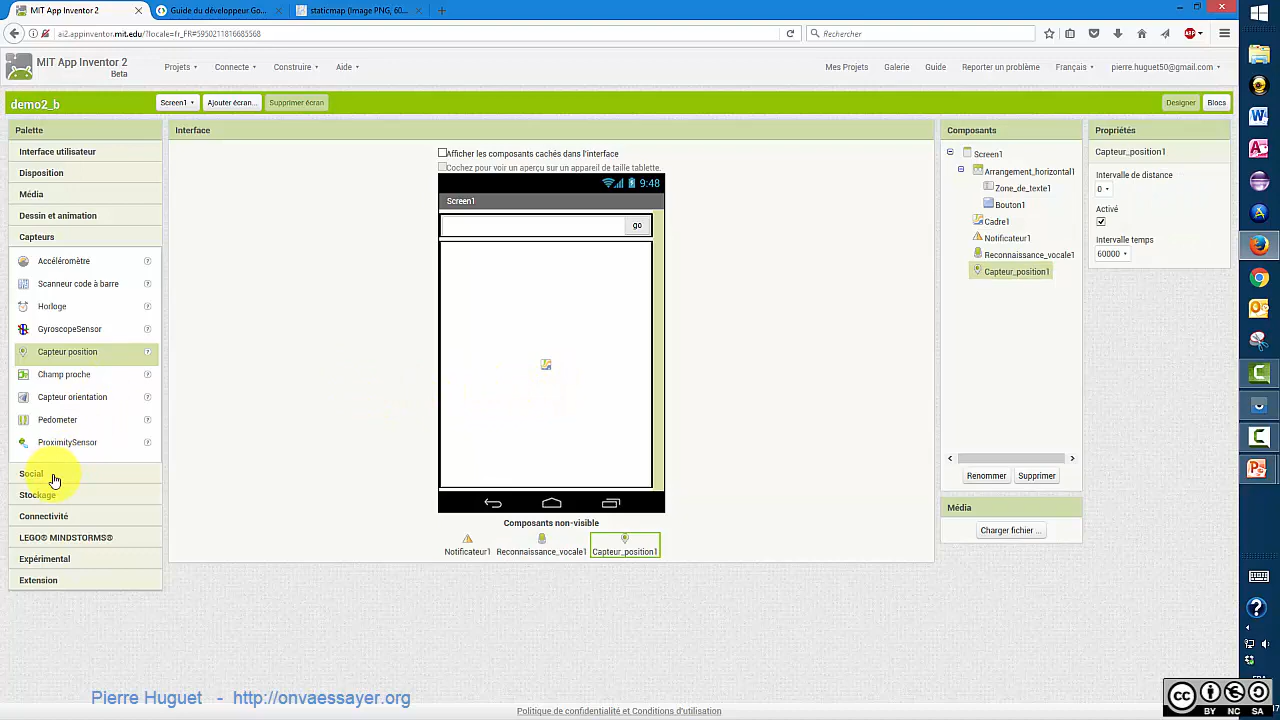 MIT App Inventor 2
Guide du développeur Go...
staticmap (Image PNG, 60...
ai2.appinventor.mit.edu/?locale=fr_FR#5950211816685568
Rechercher
ABP
MIT App Inventor 2
Beta
Projets
Connecte
Construire
Aide
Mes Projets
Galerie
Guide
Reporter un problème
Français
pierre.huguet50@gmail.com
demo2_b
Screen1
Ajouter écran...
Supprimer écran
Designer
Blocs
Palette
Interface utilisateur
Disposition
Média
Dessin et animation
Capteurs
Accéléromètre
Scanneur code à barre
Horloge
GyroscopeSensor
Capteur position
Champ proche
Capteur orientation
Pedometer
ProximitySensor
Social
Stockage
Connectivité
LEGO® MINDSTORMS®
Expérimental
Extension
Interface
Afficher les composants cachés dans l'interface
Cochez pour voir un aperçu sur un appareil de taille tablette.
9:48
Screen1
go
Composants non-visible
Notificateur1
Reconnaissance_vocale1
Capteur_position1
Composants
Screen1
Arrangement_horizontal1
Zone_de_texte1
Bouton1
Cadre1
Notificateur1
Reconnaissance_vocale1
Capteur_position1
Renommer
Supprimer
Média
Charger fichier ...
Propriétés
Capteur_position1
Intervalle de distance
0
Activé
Intervalle temps
60000
Pierre Huguet - http://onvaessayer.org
Politique de confidentialité et Conditions d'utilisation
CC
BY NC SA